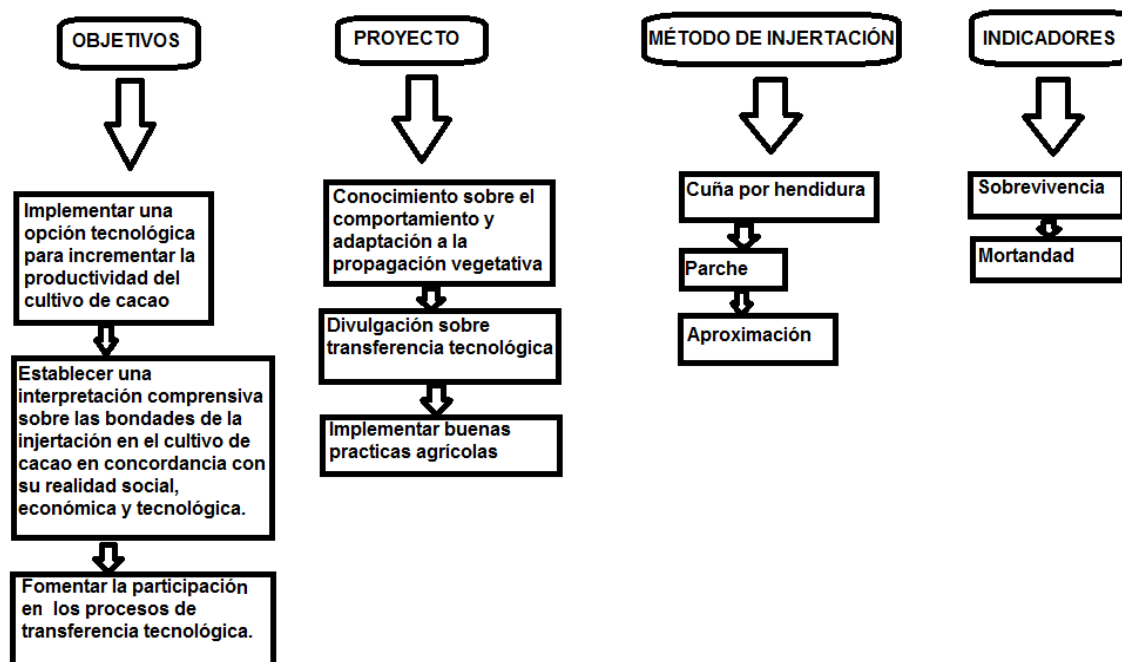 OBJETIVOS
Implementar una
opción tecnológica
para incrementar la
productividad del
cultivo de cacao
Establecer una
interpretación comprensiva
sobre las bondades de la
injertación en el cultivo de
cacao en concordancia con
su realidad social,
económica y tecnológica.
Fomentar la participación
en los procesos de
transferencia tecnológica.
PROYECTO
Conocimiento sobre el
comportamiento y
adaptación a la
propagación vegetativa
Divulgación sobre
transferencia tecnológica
Implementar buenas
practicas agrícolas
MÉTODO DE INJERTACIÓN
Cuña por hendidura
Parche
Aproximación
INDICADORES
Sobrevivencia
Mortandad